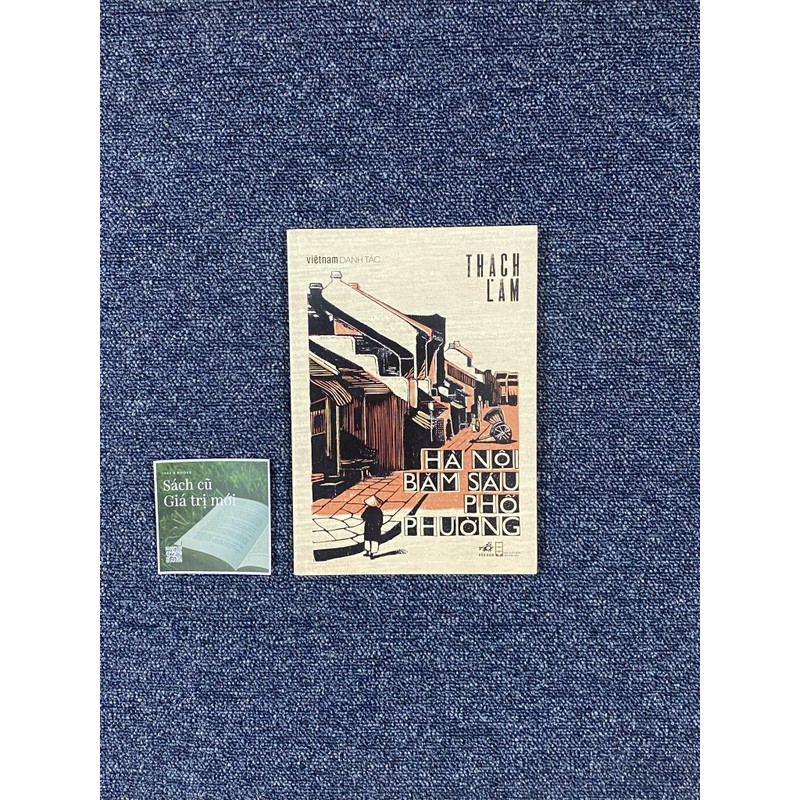 việtnam DANH TÁC
THẠCH
LAM
HÀ NỘI
BĂM SÁU
PHỐ
PHƯỜNG
Sách cũ
Giá trị mới